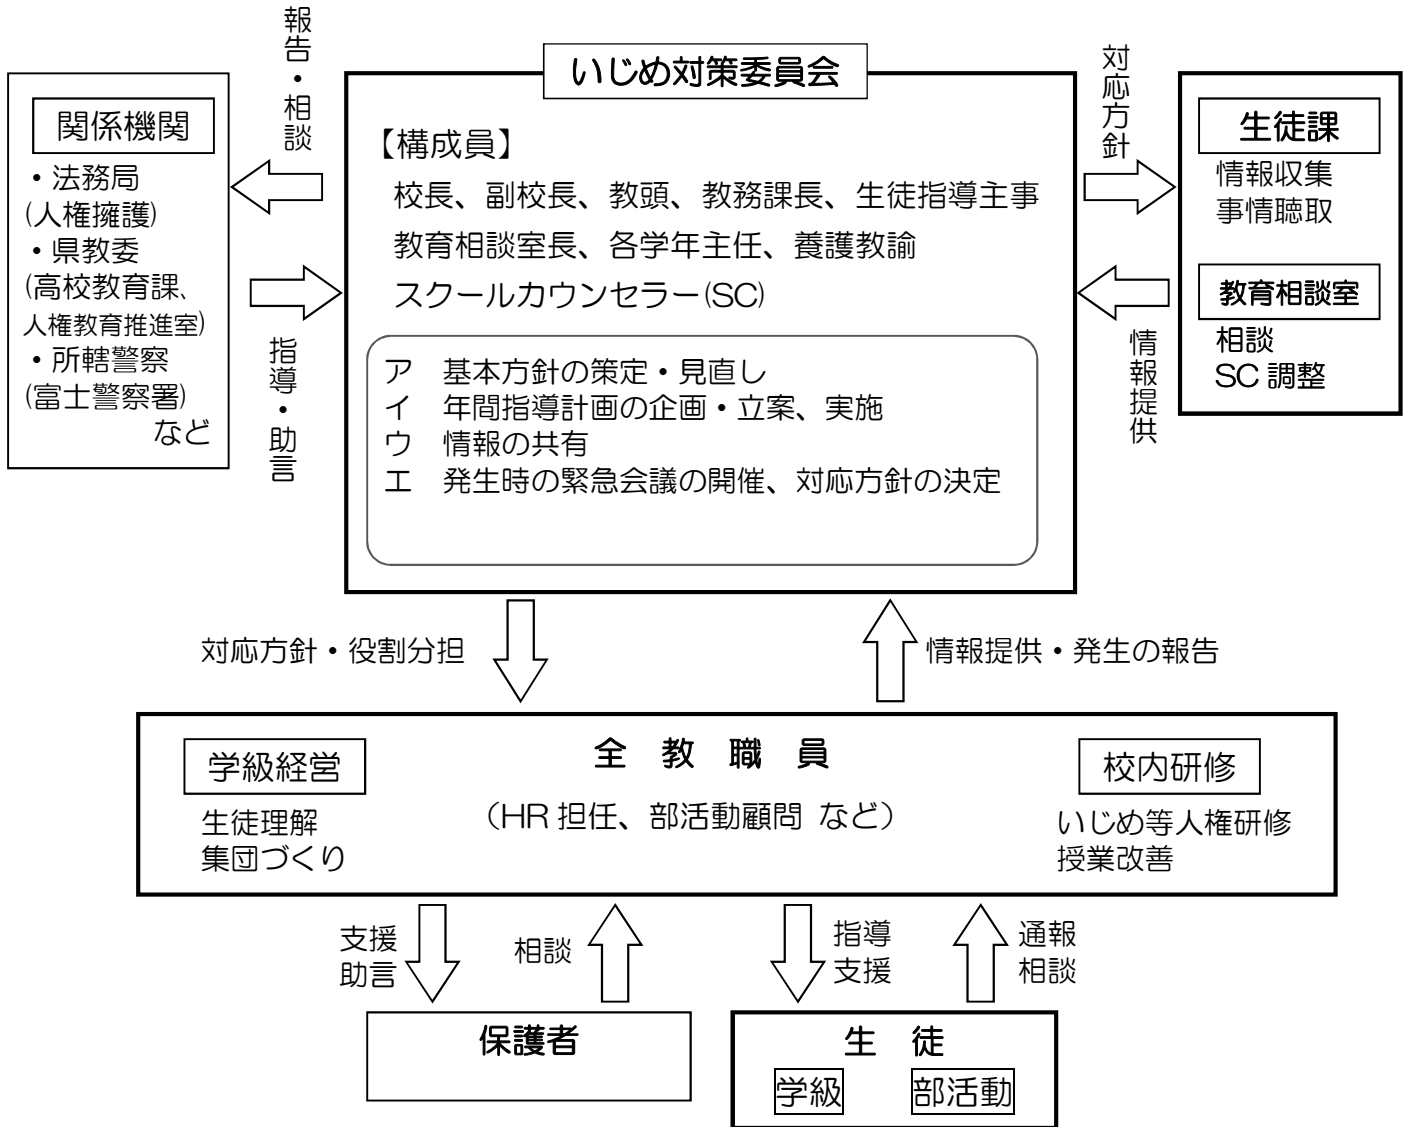 報告・相談
いじめ対策委員会
対応方針
関係機関
・法務局
(人権擁護)
・県教委
(高校教育課、
人権教育推進室)
・所轄警察
(富士警察署)
など
指導・助言
【構成員】
校長、副校長、教頭、教務課長、生徒指導主事
教育相談室長、各学年主任、養護教諭
スクールカウンセラー(SC)
ア 基本方針の策定・見直し
イ 年間指導計画の企画・立案、実施
ウ 情報の共有
エ 発生時の緊急会議の開催、対応方針の決定
生徒課
情報収集
事情聴取
教育相談室
相談
SC 調整
情報提供
対応方針・役割分担
情報提供・発生の報告
学級経営
生徒理解
集団づくり
全 教 職 員
（HR 担任、部活動顧問 など）
校内研修
いじめ等人権研修
授業改善
支援
助言
相談
指導
支援
通報
相談
保護者
生 徒
学級
部活動